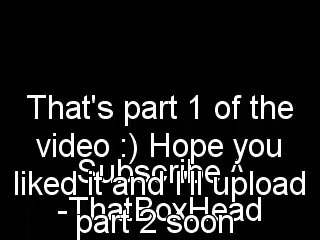 That's part 1 of the
video :) Hope you
Subscribe ^
liked it and I'll upload
-ThatBoxHead
part 2 soon